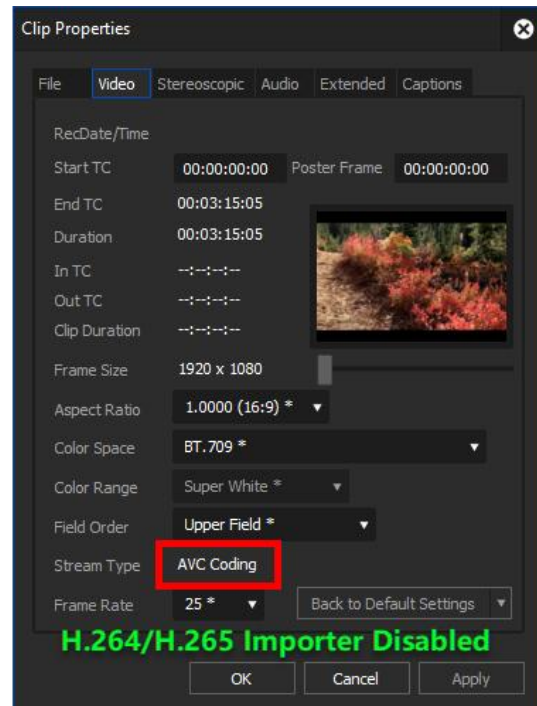 Clip Properties
File Video Stereoscopic Audio Extended Captions
RecDate/Time
Start TC 00:00:00:00 Poster Frame 00:00:00:00
End TC 00:03:15:05
Duration 00:03:15:05
In TC --:--:--:--
Out TC --:--:--:--
Clip Duration --:--:--:--
Frame Size 1920 x 1080
Aspect Ratio 1.0000 (16:9) *
Color Space BT.709 *
Color Range Super White *
Field Order Upper Field *
Stream Type AVC Coding
Frame Rate 25 * Back to Default Settings
H.264/H.265 Importer Disabled
OK Cancel Apply